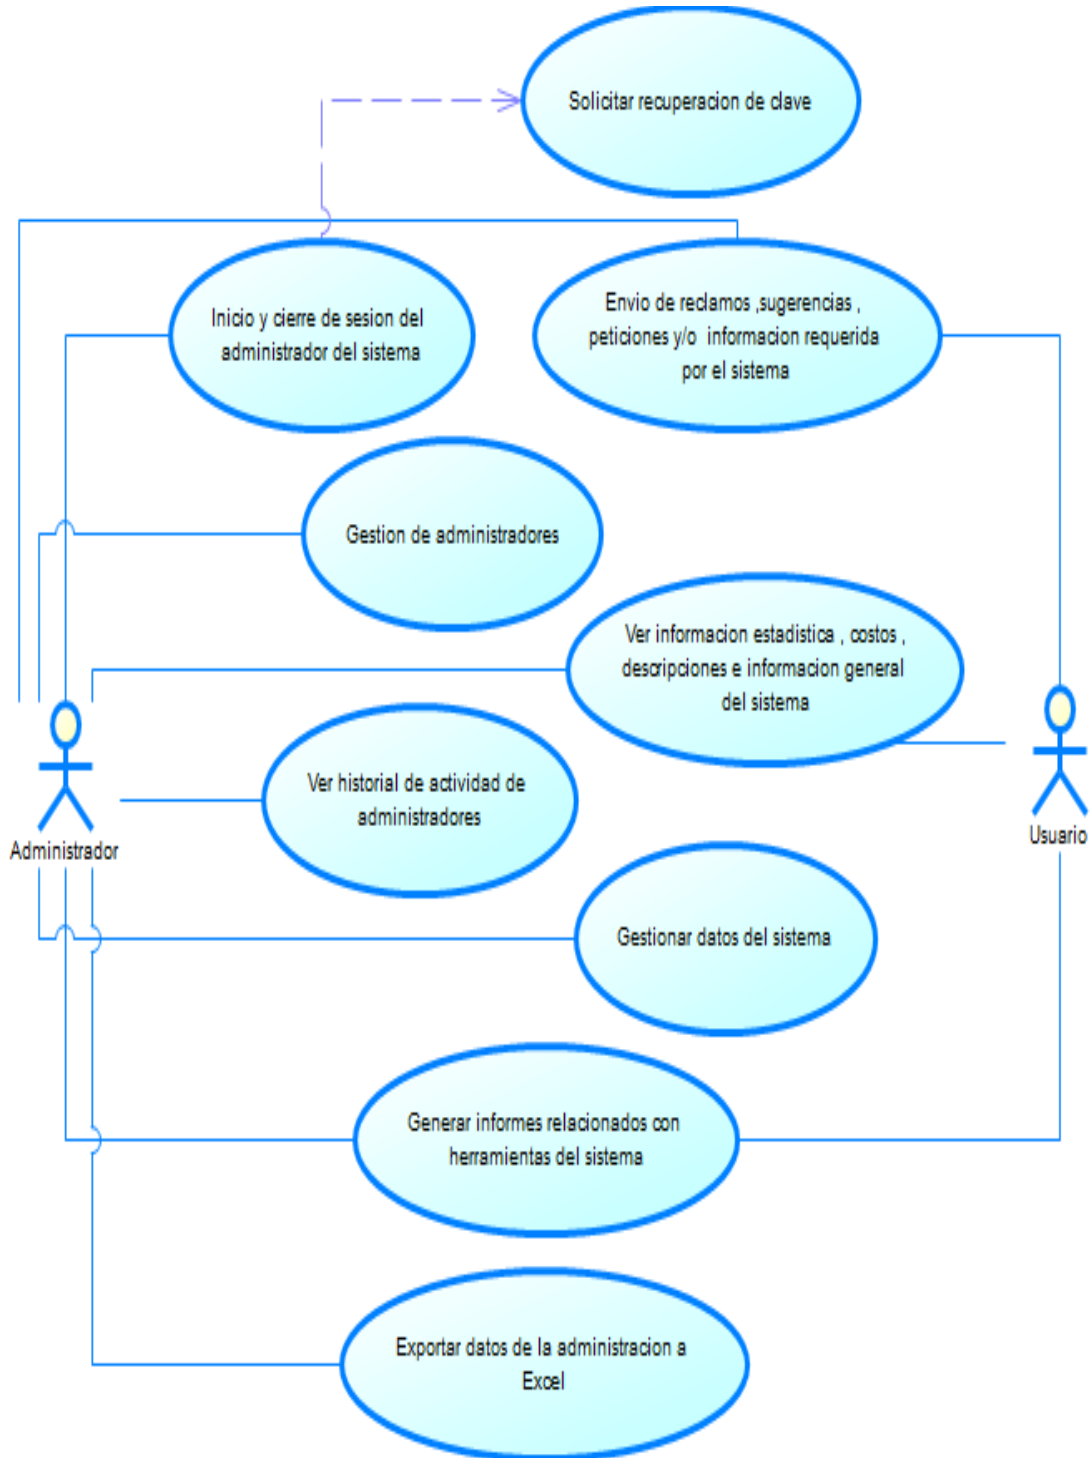 Solicitar recuperacion de clave
Inicio y cierre de sesion del
administrador del sistema
Envio de reclamos ,sugerencias ,
peticiones y/o informacion requerida
por el sistema
Gestion de administradores
Ver informacion estadistica , costos ,
descripciones e informacion general
del sistema
Ver historial de actividad de
administradores
Administrador
Usuario
Gestionar datos del sistema
Generar informes relacionados con
herramientas del sistema
Exportar datos de la administracion a
Excel